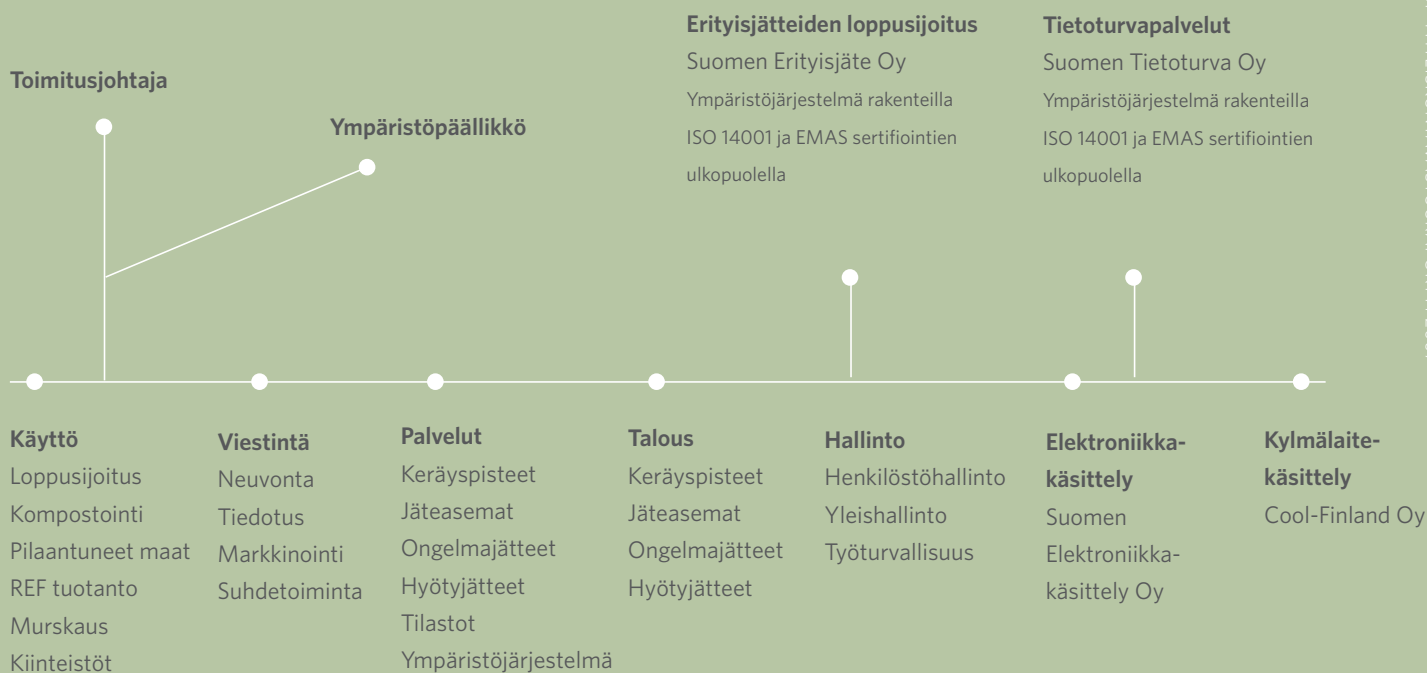 Toimitusjohtaja
Ympäristöpäällikkö
Erityisjätteiden loppusijoitus
Suomen Erityisjäte Oy
Ympäristöjärjestelmä rakenteilla
ISO 14001 ja EMAS sertifiointien
ulkopuolella
Tietoturvapalvelut
Suomen Tietoturva Oy
Ympäristöjärjestelmä rakenteilla
ISO 14001 ja EMAS sertifiointien
ulkopuolella
Käyttö
Loppusijoitus
Kompostointi
Pilaantuneet maat
REF tuotanto
Murskaus
Kiinteistöt
Viestintä
Neuvonta
Tiedotus
Markkinointi
Suhdetoiminta
Palvelut
Keräyspisteet
Jäteasemat
Ongelmajätteet
Hyötyjätteet
Tilastot
Ympäristöjärjestelmä
Talous
Keräyspisteet
Jäteasemat
Ongelmajätteet
Hyötyjätteet
Hallinto
Henkilöstöhallinto
Yleishallinto
Työturvallisuus
Elektroniikka-
käsittely
Suomen
Elektroniikka-
käsittely Oy
Kylmälaite-
käsittely
Cool-Finland Oy